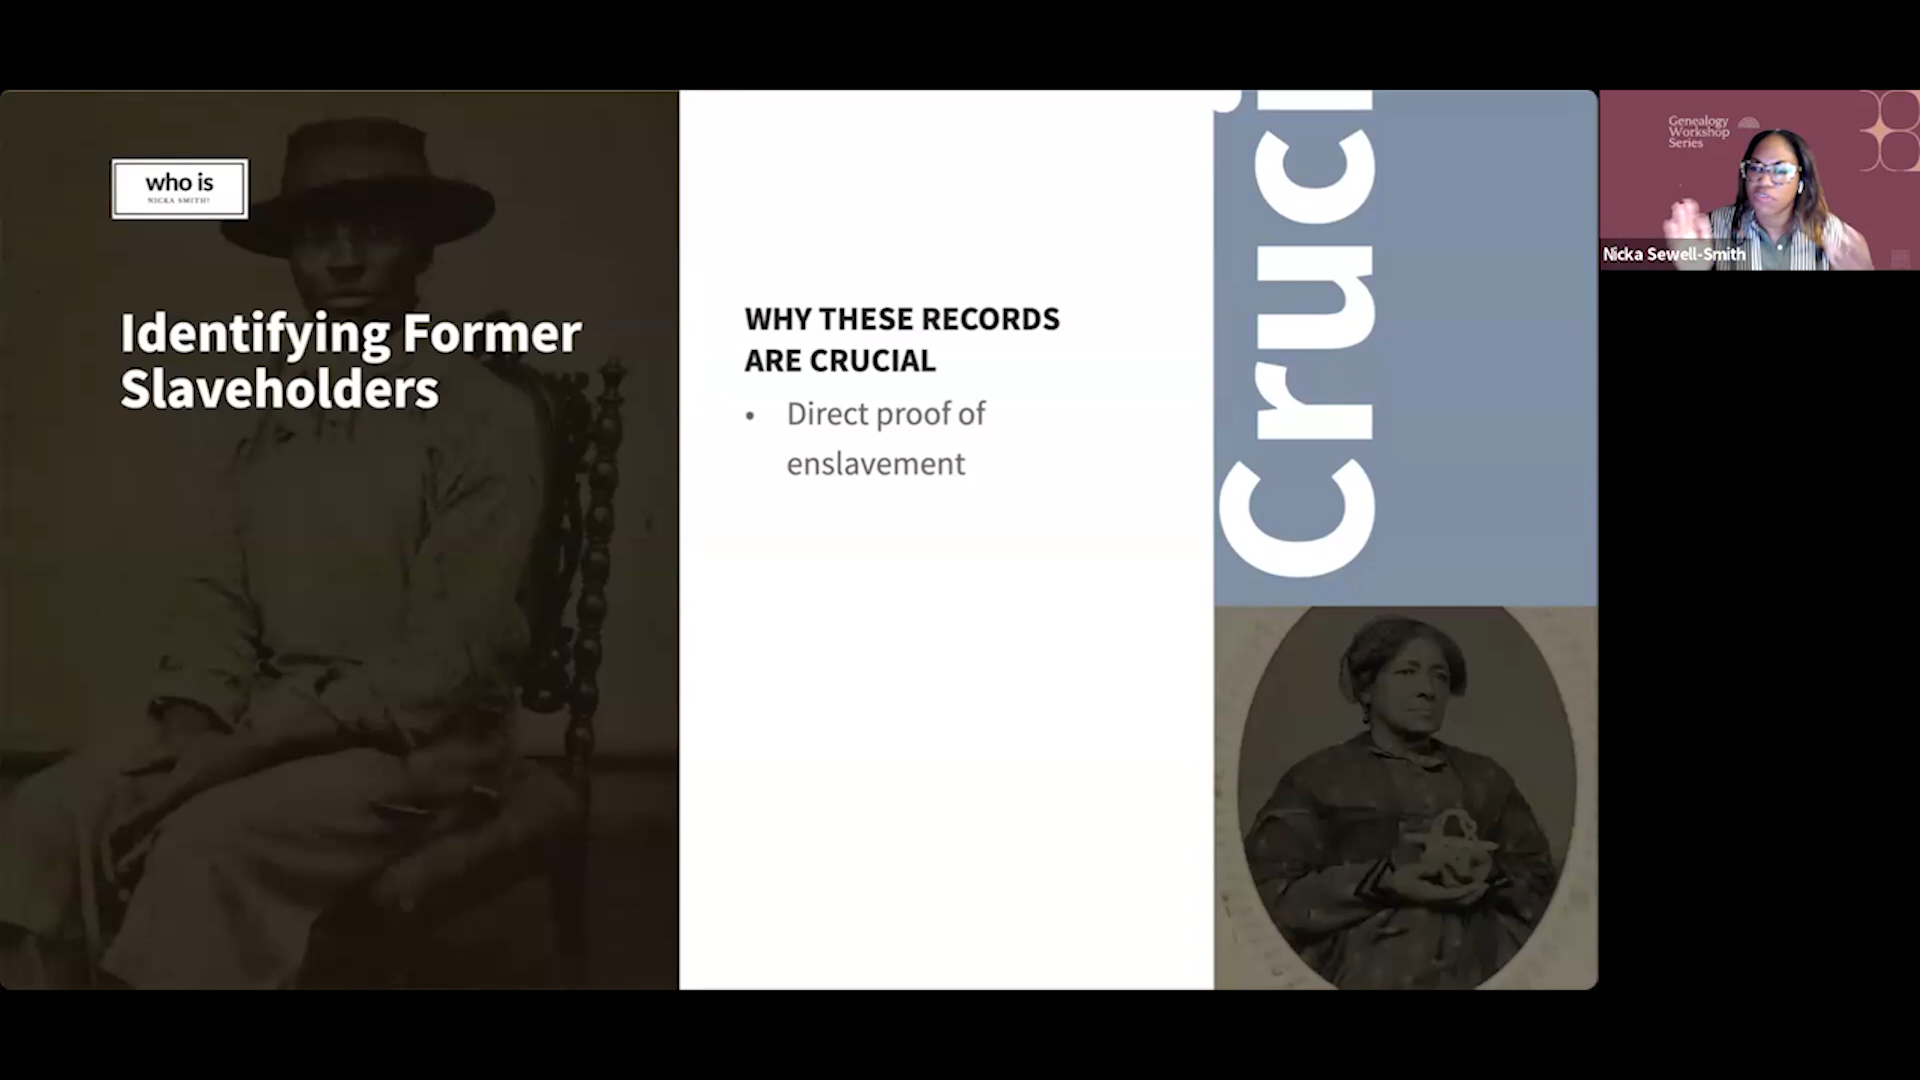 who is
NICKA SMITH?
Identifying Former
Slaveholders
WHY THESE RECORDS
ARE CRUCIAL
• Direct proof of
enslavement
Cruci
Genealogy
Workshop
Series
Nicka Sewell-Smith